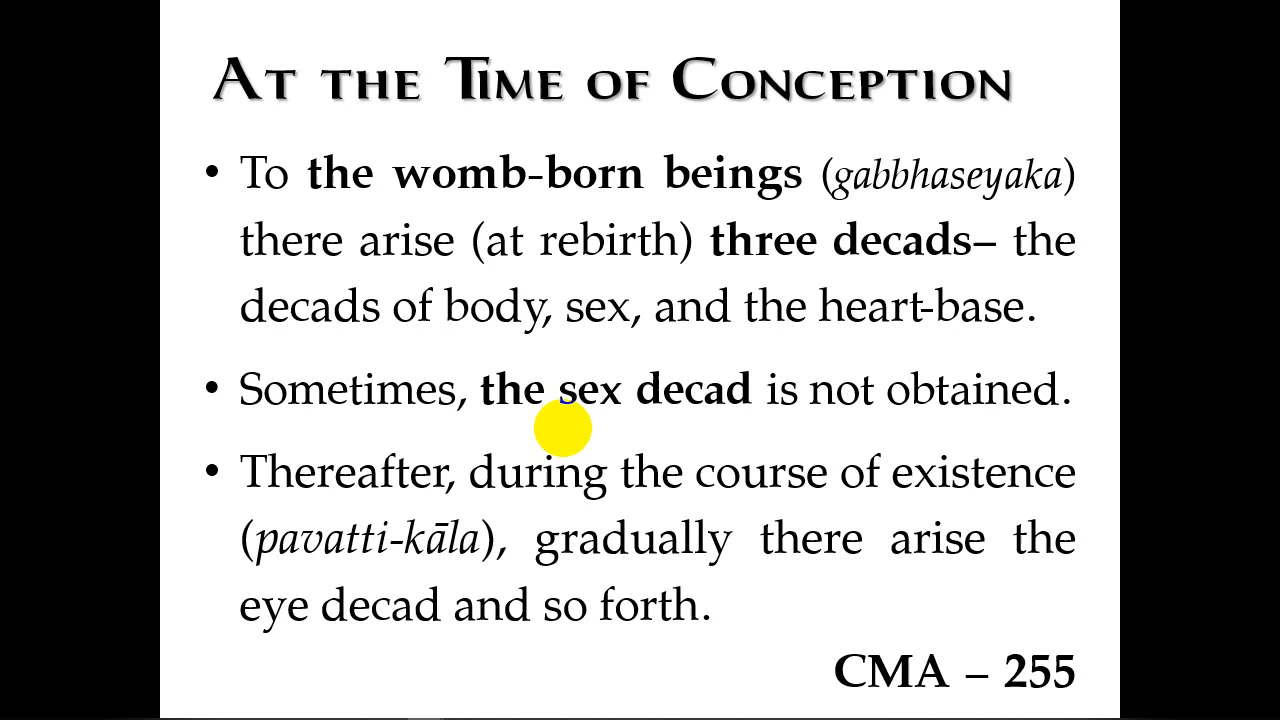 At the Time of Conception
• To the womb-born beings (gabbhaseyaka)
there arise (at rebirth) three decads– the
decads of body, sex, and the heart-base.
• Sometimes, the sex decad is not obtained.
• Thereafter, during the course of existence
(pavatti-kāla), gradually there arise the
eye decad and so forth.
CMA – 255